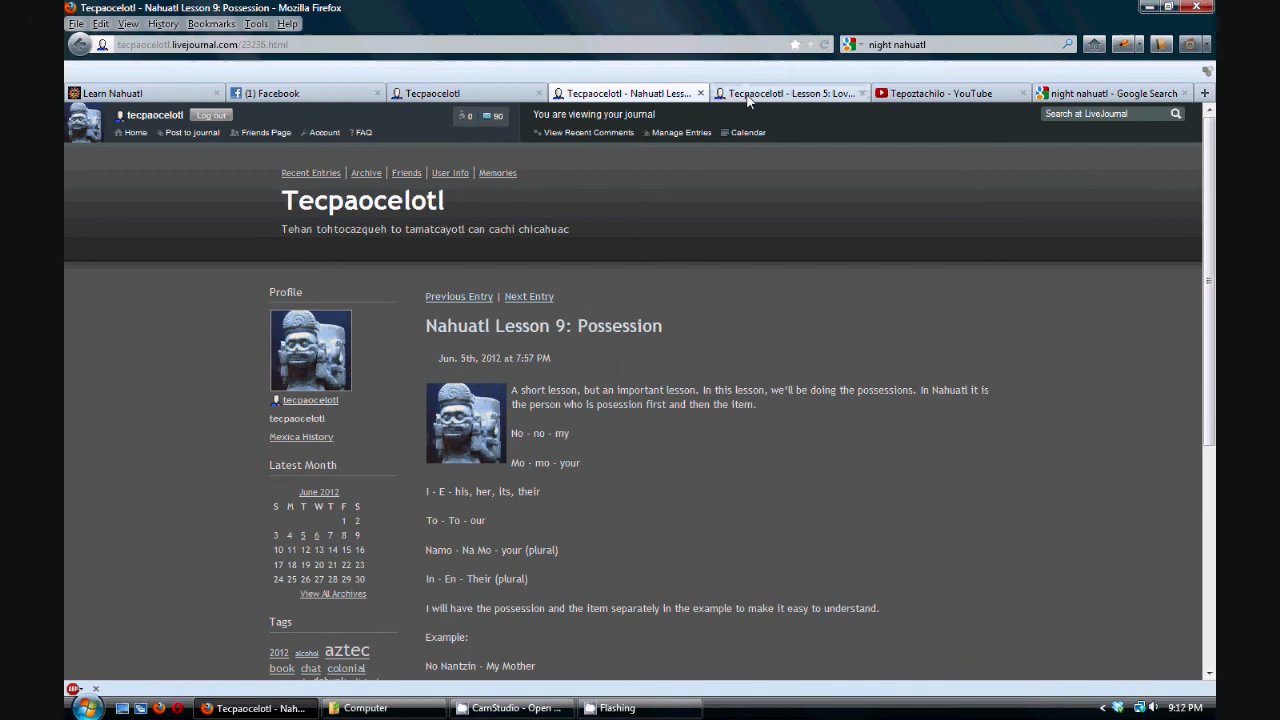 Tecpaocelotl - Nahuatl Lesson 9: Possession - Mozilla Firefox
File Edit View History Bookmarks Tools Help
tecpaocelotl.livejournal.com/23236.html
night nahuatl
Learn Nahuatl
(1) Facebook
Tecpaocelotl
Tecpaocelotl - Nahuatl Less...
Tecpaocelotl - Lesson 5: Lov...
Tepoztachilo - YouTube
night nahuatl - Google Search
tecpaocelotl Log out
0 90
You are viewing your journal
Search at LiveJournal
Home Post to journal Friends Page Account FAQ
View Recent Comments Manage Entries Calendar
Recent Entries | Archive | Friends | User Info | Memories
Tecpaocelotl
Tehan tohtocazqueh to tamatcayotl can cachi chicahuac
Profile
tecpaocelotl
tecpaocelotl
Mexica History
Latest Month
June 2012
S M T W T F S
1 2
3 4 5 6 7 8 9
10 11 12 13 14 15 16
17 18 19 20 21 22 23
24 25 26 27 28 29 30
View All Archives
Tags
2012 alcohol aztec
book chat colonial
Previous Entry | Next Entry
Nahuatl Lesson 9: Possession
Jun. 5th, 2012 at 7:57 PM
A short lesson, but an important lesson. In this lesson, we'll be doing the possessions. In Nahuatl it is
the person who is posession first and then the item.
No - no - my
Mo - mo - your
I - E - his, her, its, their
To - To - our
Namo - Na Mo - your (plural)
In - En - Their (plural)
I will have the possession and the item separately in the example to make it easy to understand.
Example:
No Nantzin - My Mother
Tecpaocelotl - Nah...
Computer
CamStudio - Open ...
Flashing
9:12 PM